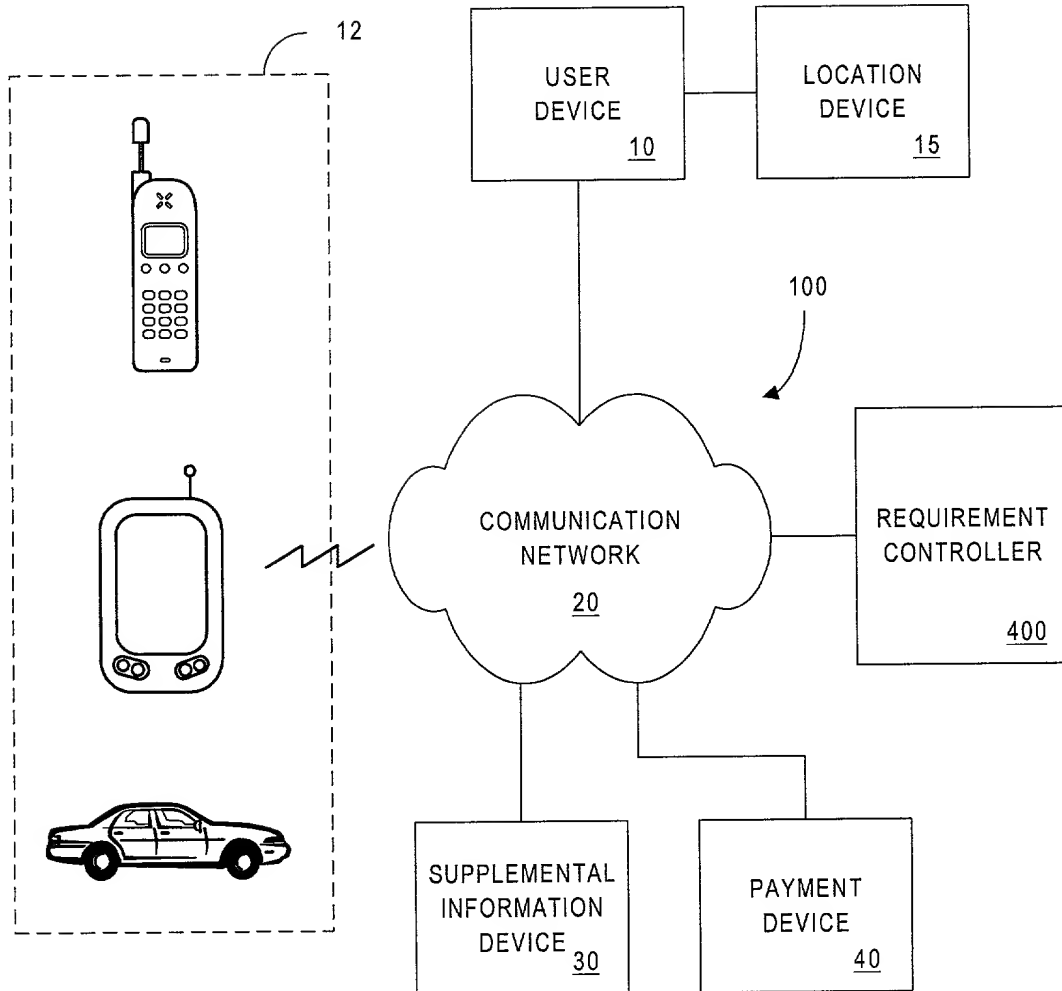 12
USER
DEVICE
10
LOCATION
DEVICE
15
100
COMMUNICATION
NETWORK
20
REQUIREMENT
CONTROLLER
400
SUPPLEMENTAL
INFORMATION
DEVICE
30
PAYMENT
DEVICE
40